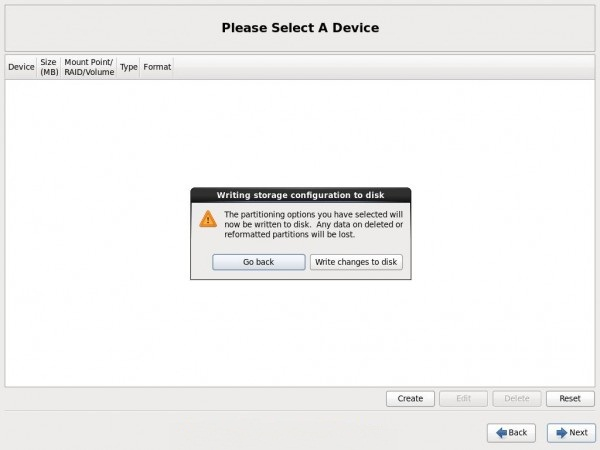 Please Select A Device
Device Size (MB) Mount Point/ RAID/Volume Type Format
Writing storage configuration to disk
The partitioning options you have selected will
now be written to disk.  Any data on deleted or
reformatted partitions will be lost.
Go back Write changes to disk
Create Edit Delete Reset
Back Next